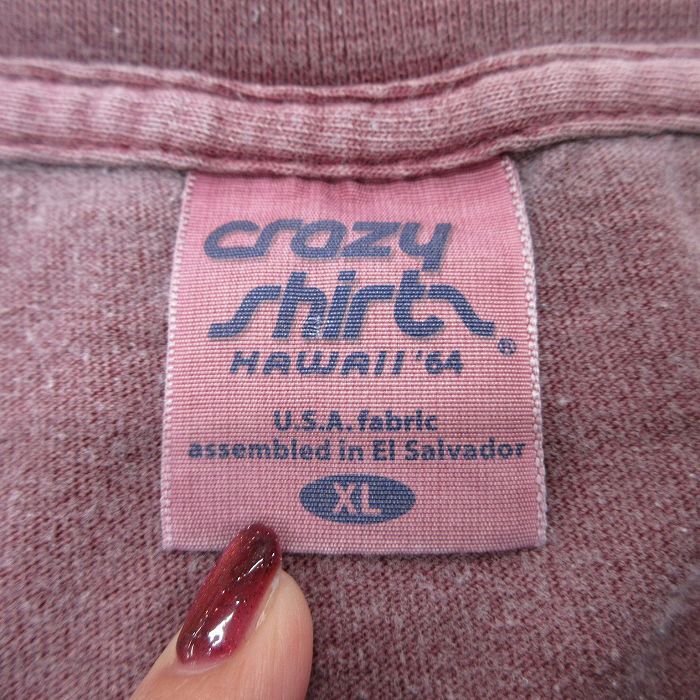 crazy
shirts®
HAWAII '64
U.S.A. fabric
assembled in El Salvador
XL